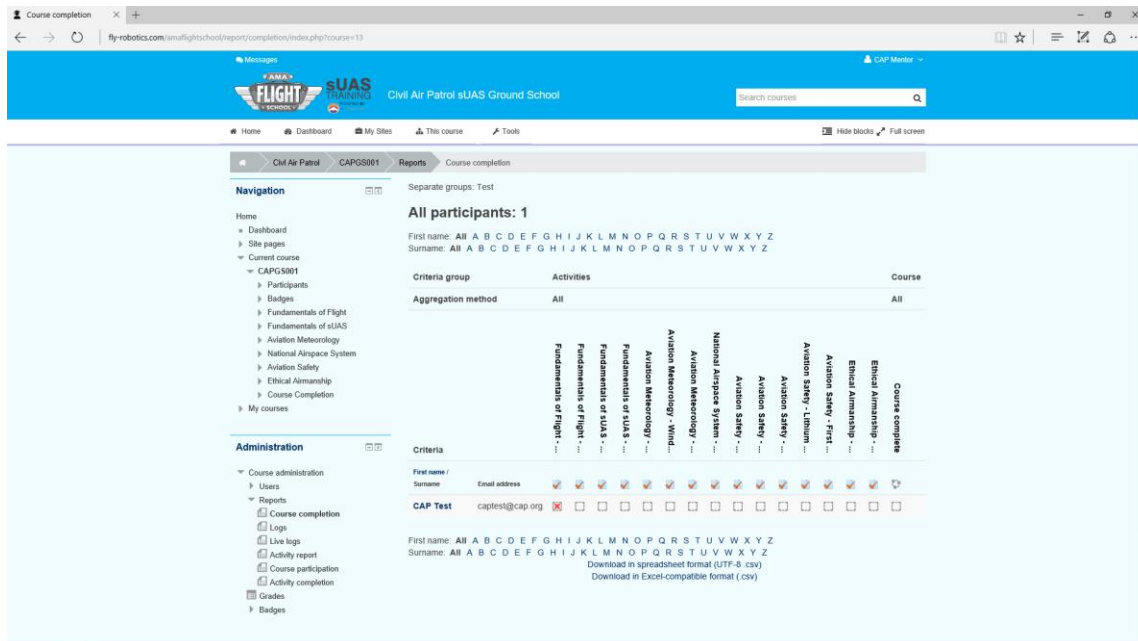 Course completion
fly-robotics.com/amaflightschool/report/completion/index.php?course=13
Messages
CAP Mentor
AMA
FLIGHT
SCHOOL
sUAS
TRAINING
Civil Air Patrol sUAS Ground School
Search courses
Home Dashboard My Sites This course Tools
Hide blocks Full screen
Civil Air Patrol CAPGS001 Reports Course completion
Navigation
Home
Dashboard
Site pages
Current course
CAPGS001
Participants
Badges
Fundamentals of Flight
Fundamentals of sUAS
Aviation Meteorology
National Airspace System
Aviation Safety
Ethical Airmanship
Course Completion
My courses
Administration
Course administration
Users
Reports
Course completion
Logs
Live logs
Activity report
Course participation
Activity completion
Grades
Badges
Separate groups: Test
All participants: 1
First name: All A B C D E F G H I J K L M N O P Q R S T U V W X Y Z
Surname: All A B C D E F G H I J K L M N O P Q R S T U V W X Y Z
Criteria group Activities Course
Aggregation method All All
Criteria
Fundamentals of Flight - ...
Fundamentals of Flight - ...
Fundamentals of sUAS - ...
Fundamentals of sUAS - ...
Aviation Meteorology - ...
Aviation Meteorology - Wind...
Aviation Meteorology - ...
National Airspace System - ...
Aviation Safety - ...
Aviation Safety - ...
Aviation Safety - ...
Aviation Safety - Lithium ...
Aviation Safety - First ...
Ethical Airmanship - ...
Ethical Airmanship - ...
Course complete
First name /
Surname Email address
CAP Test captest@cap.org
First name: All A B C D E F G H I J K L M N O P Q R S T U V W X Y Z
Surname: All A B C D E F G H I J K L M N O P Q R S T U V W X Y Z
Download in spreadsheet format (UTF-8 .csv)
Download in Excel-compatible format (.csv)